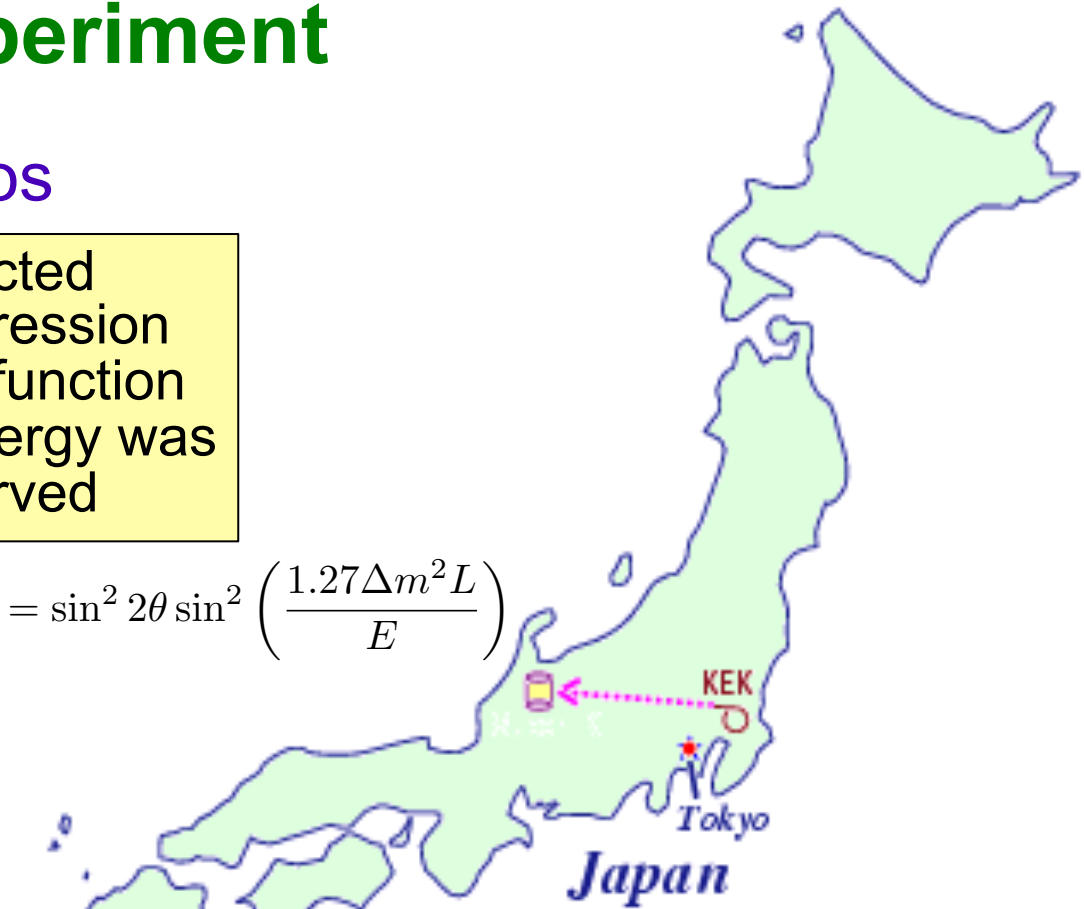 periment
os
cted
ression
function
ergy was
rved
= sin² 2θ sin² (1.27Δm²L / E)
KEK
Tokyo
Japan